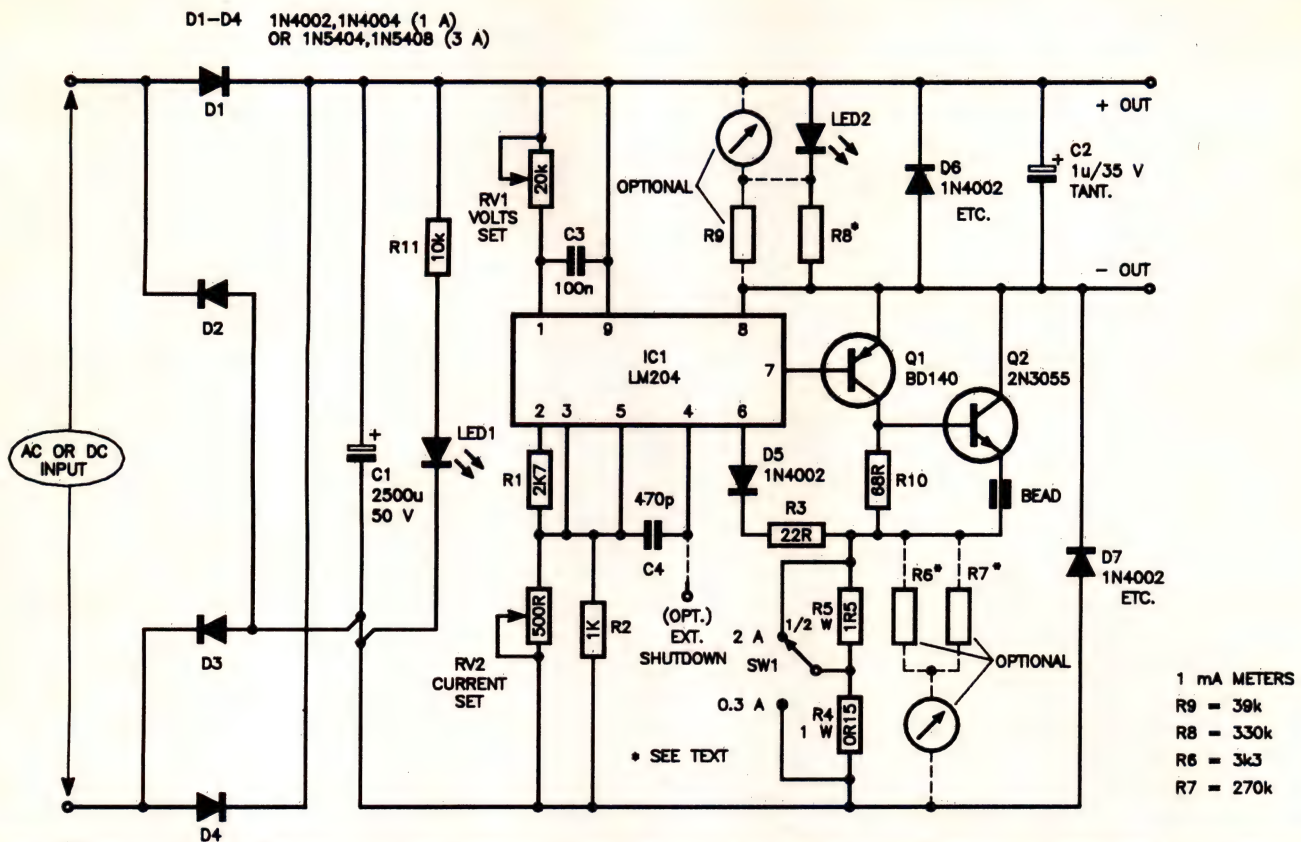 D1-D4 1N4002,1N4004 (1 A)
OR 1N5404,1N5408 (3 A)
D1
+ OUT
LED2
C2
+
1u/35 V
TANT.
D6
1N4002
ETC.
20k
RV1
VOLTS
SET
OPTIONAL
R11
10k
C3
100n
R9
R8*
- OUT
D2
1
9
8
IC1
LM204
7
Q1
BD140
Q2
2N3055
2
3
5
4
6
AC OR DC
INPUT
+
C1
2500u
50 V
LED1
R1
2K7
470p
D5
1N4002
68R
R10
BEAD
R3
22R
C4
D7
1N4002
ETC.
R6*
R7*
D3
500R
RV2
CURRENT
SET
1K
R2
(OPT.)
EXT.
SHUTDOWN
2 A
1/2
R5
W
1R5
SW1
OPTIONAL
0.3 A
R4
1 W
0R15
* SEE TEXT
1 mA METERS
R9 = 39k
R8 = 330k
R6 = 3k3
R7 = 270k
D4